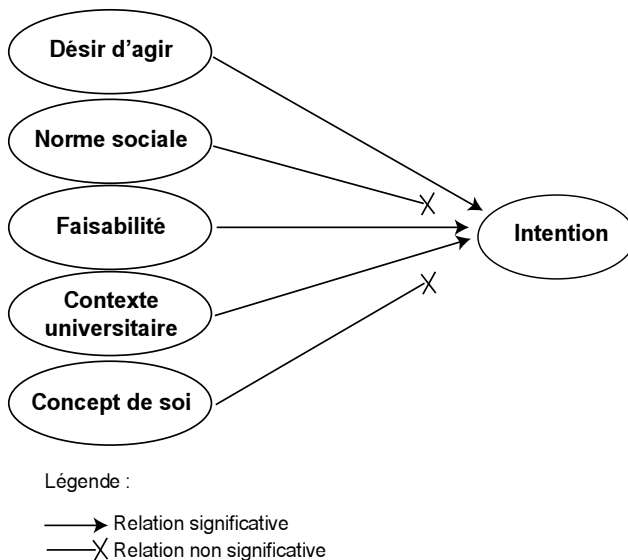 Désir d’agir
Norme sociale
Faisabilité
Contexte
universitaire
Concept de soi
Intention
Légende :
Relation significative
Relation non significative